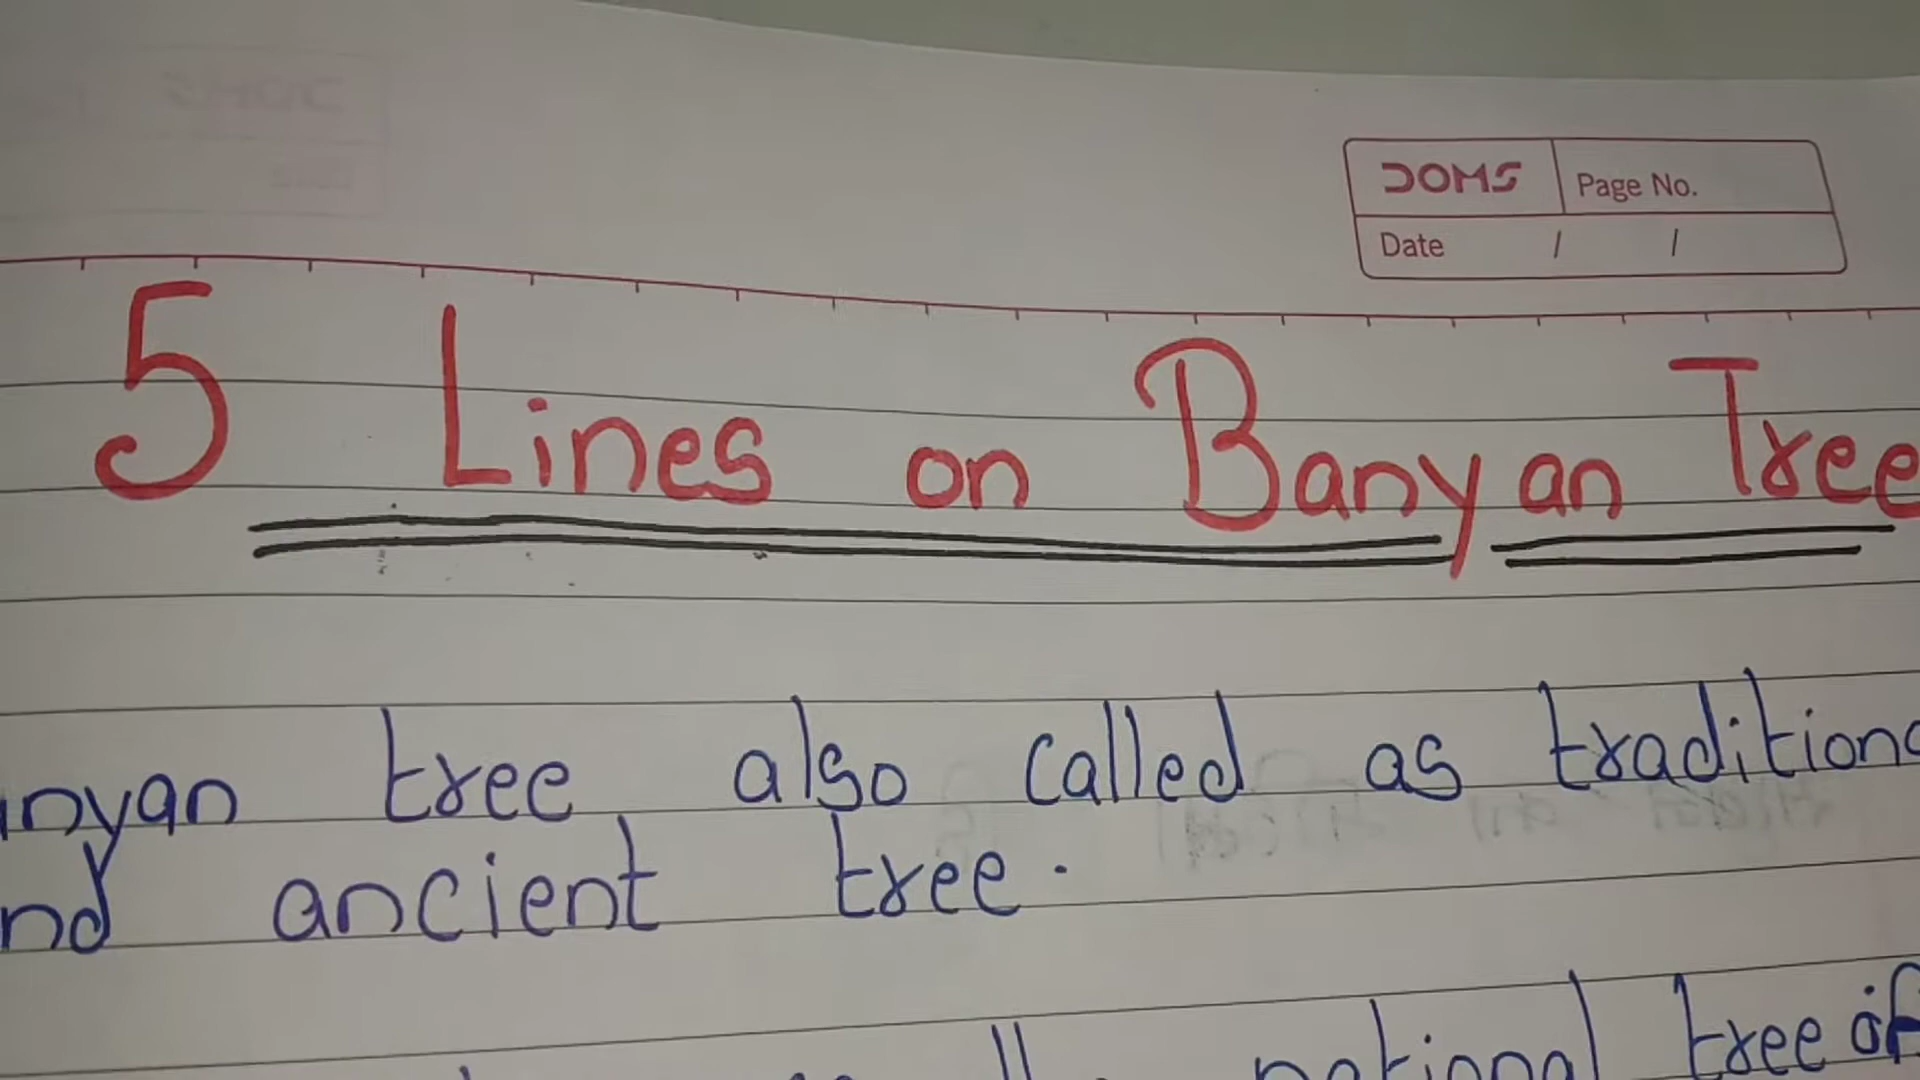 DOMS Page No.
Date / /
5 Lines on Banyan Tree
nyan tree also called as tradition
nd ancient tree.
national tree of